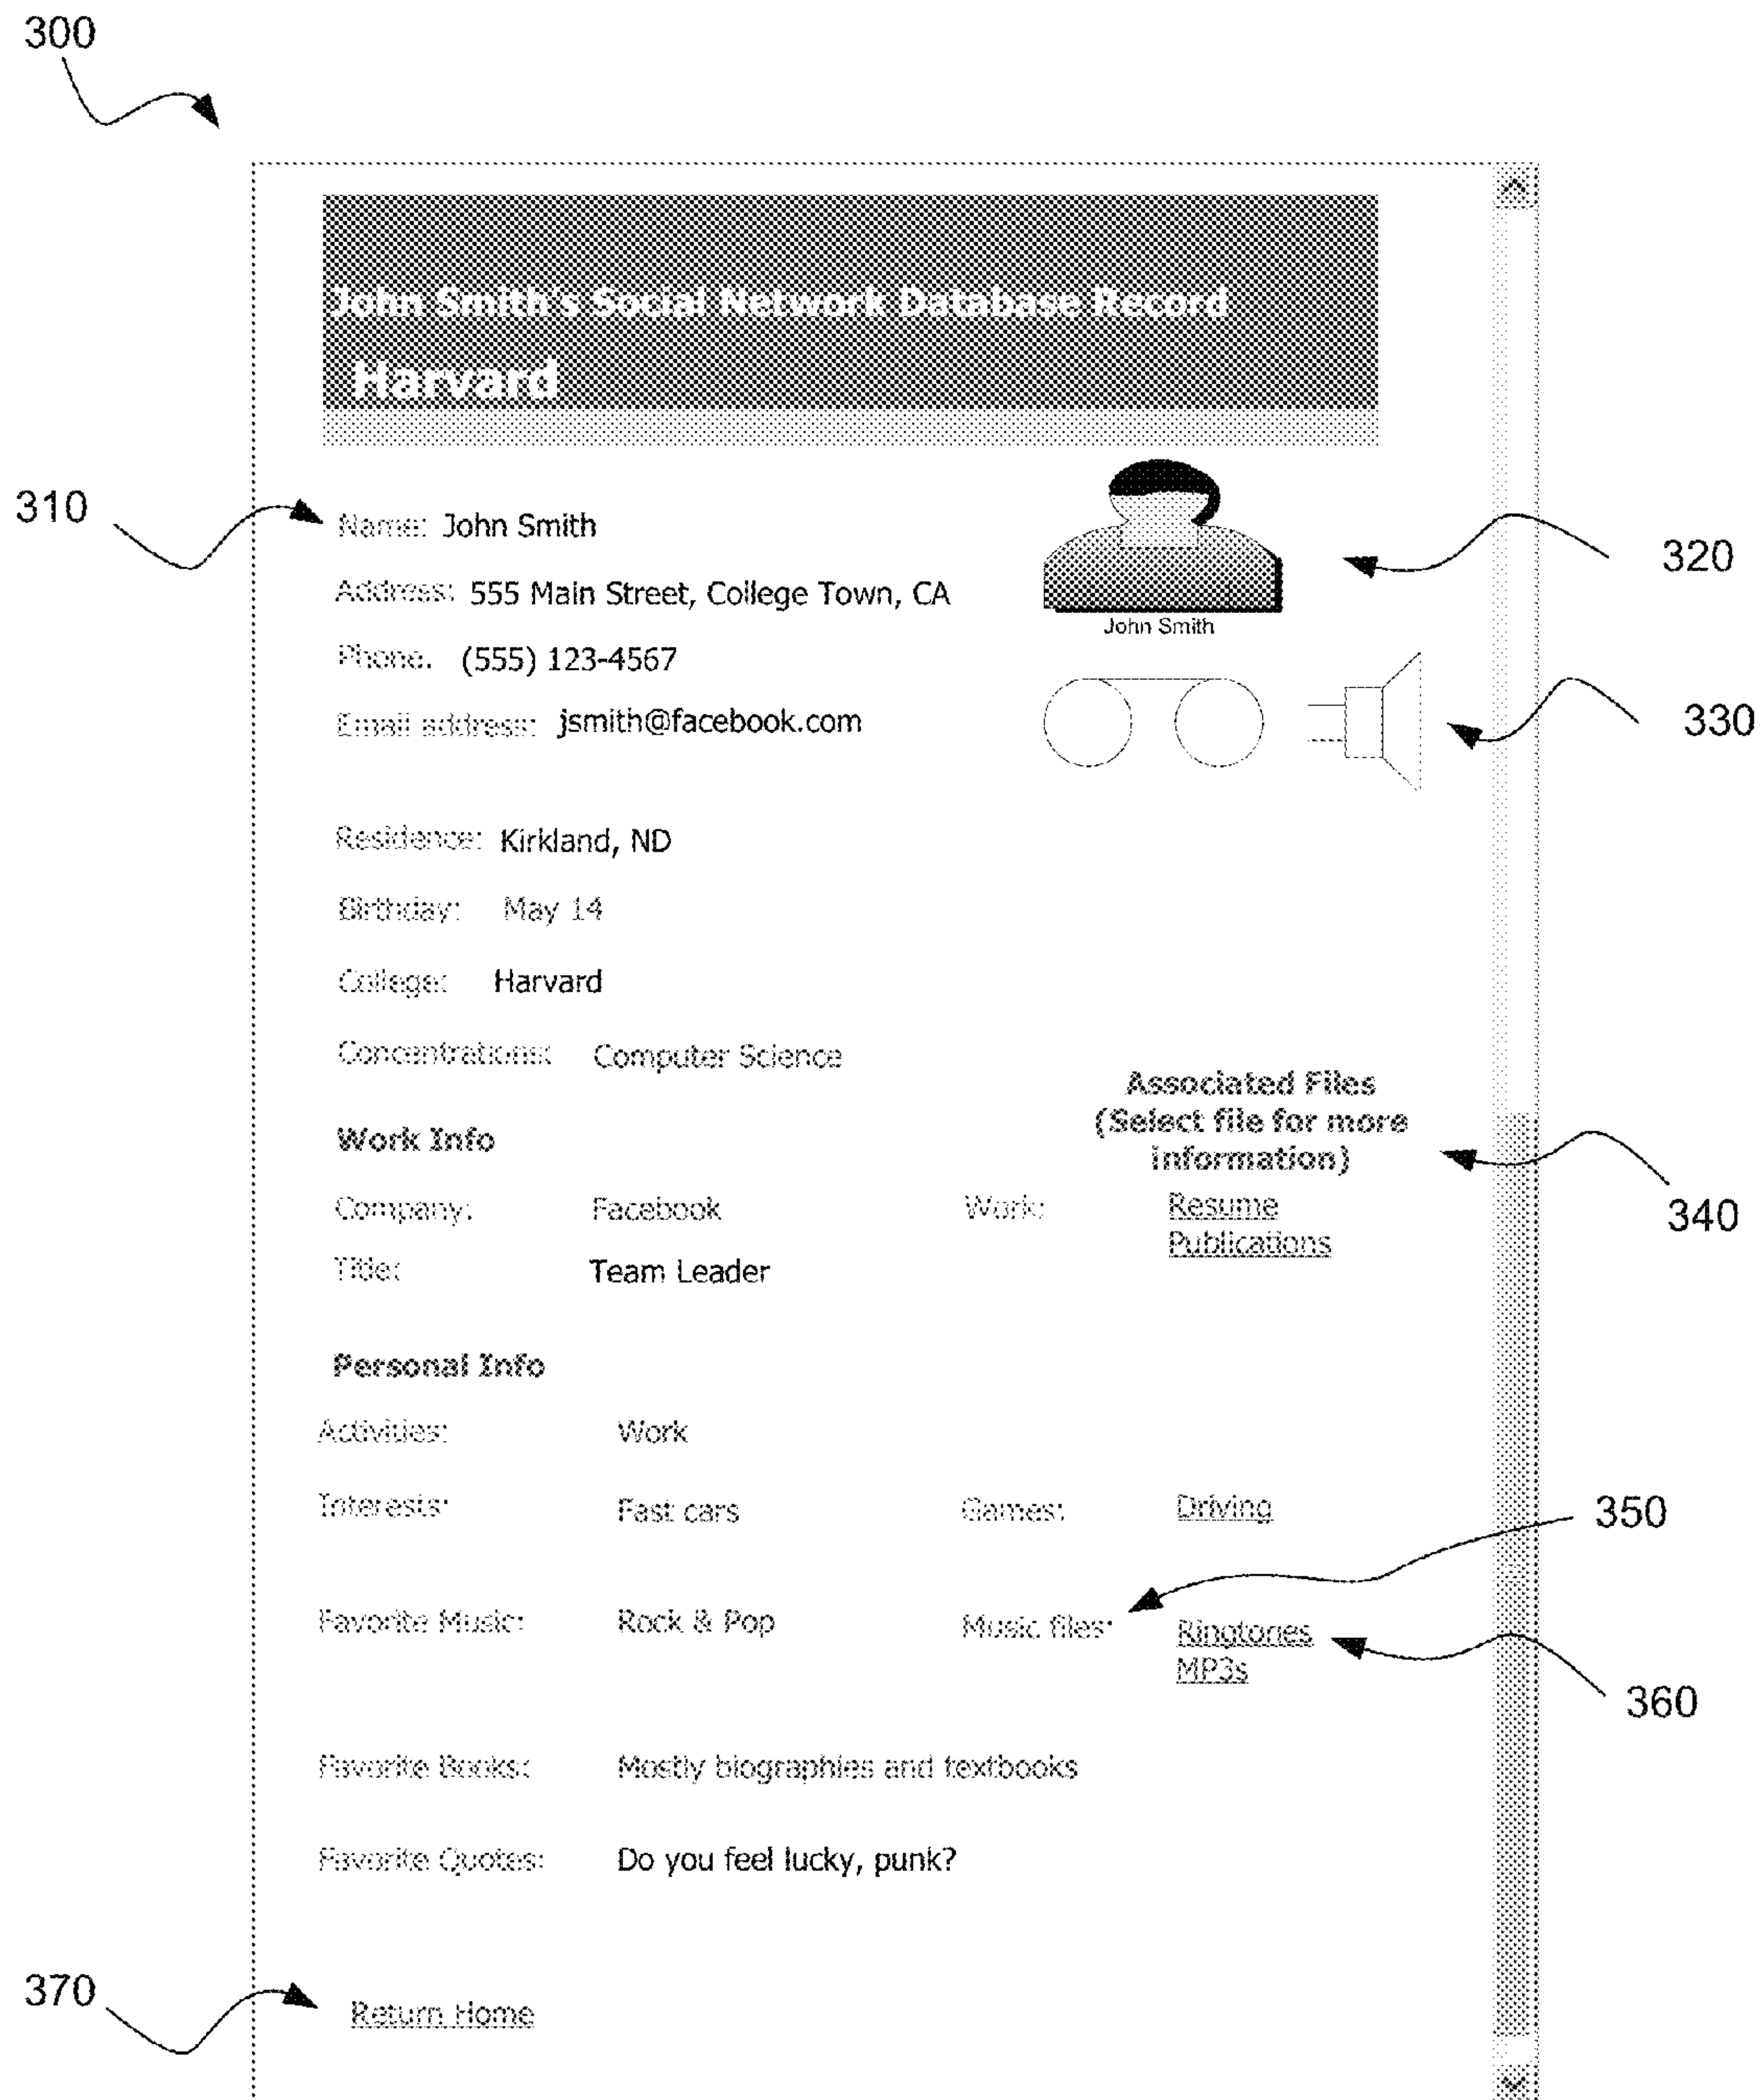 300
John Smith's Social Network Database Record
Harvard
310
Name: John Smith
320
Address: 555 Main Street, College Town, CA
John Smith
Phone: (555) 123-4567
330
Email address: jsmith@facebook.com
Residence: Kirkland, ND
Birthday: May 14
College: Harvard
Concentrations: Computer Science
Associated Files
(Select file for more
information)
Work Info
340
Company: Facebook Work: Resume
Publications
Title: Team Leader
Personal Info
Activities: Work
Interests: Fast cars Games: Driving
350
Favorite Music: Rock & Pop Music files: Ringtones
MP3s
360
Favorite Books: Mostly biographies and textbooks
Favorite Quotes: Do you feel lucky, punk?
370
Return Home